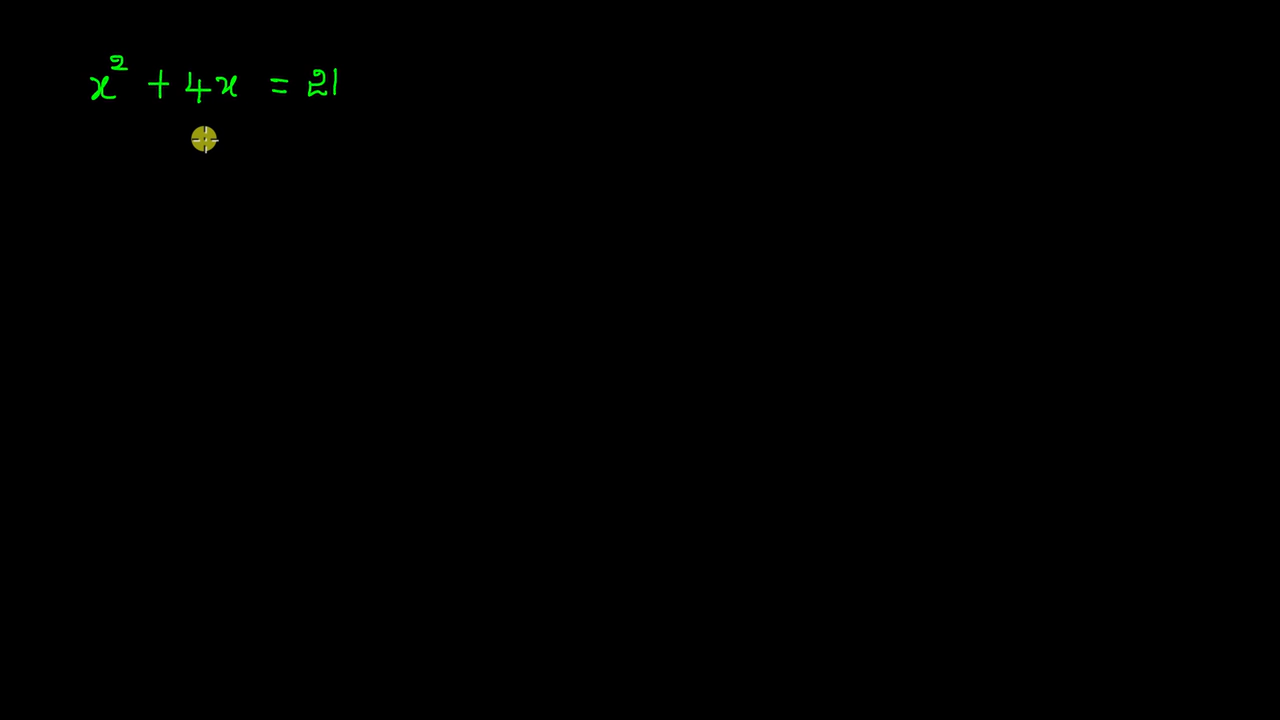 x² + 4x = 21